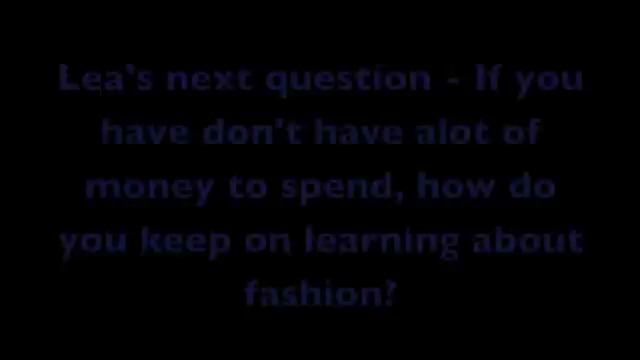 Lea's next question - If you
have don't have alot of
money to spend, how do
you keep on learning about
fashion?